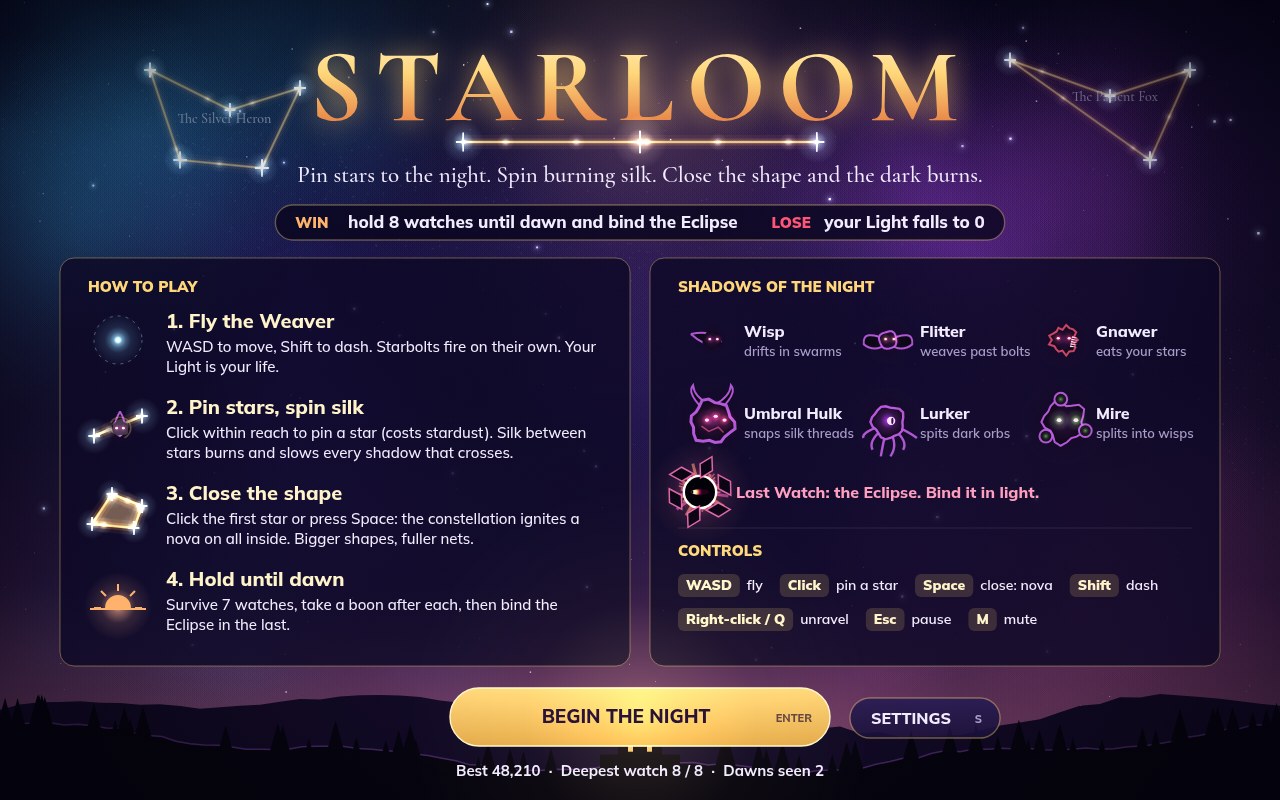 STARLOOM
The Silver Heron
The Patient Fox
Pin stars to the night. Spin burning silk. Close the shape and the dark burns.
WIN hold 8 watches until dawn and bind the Eclipse LOSE your Light falls to 0
HOW TO PLAY
1. Fly the Weaver
WASD to move, Shift to dash. Starbolts fire on their own. Your
Light is your life.
2. Pin stars, spin silk
Click within reach to pin a star (costs stardust). Silk between
stars burns and slows every shadow that crosses.
3. Close the shape
Click the first star or press Space: the constellation ignites a
nova on all inside. Bigger shapes, fuller nets.
4. Hold until dawn
Survive 7 watches, take a boon after each, then bind the
Eclipse in the last.
SHADOWS OF THE NIGHT
Wisp
drifts in swarms
Flitter
weaves past bolts
Gnawer
eats your stars
Umbral Hulk
snaps silk threads
Lurker
spits dark orbs
Mire
splits into wisps
Last Watch: the Eclipse. Bind it in light.
CONTROLS
WASD fly Click pin a star Space close: nova Shift dash
Right-click / Q unravel Esc pause M mute
BEGIN THE NIGHT ENTER
SETTINGS S
Best 48,210 · Deepest watch 8 / 8 · Dawns seen 2